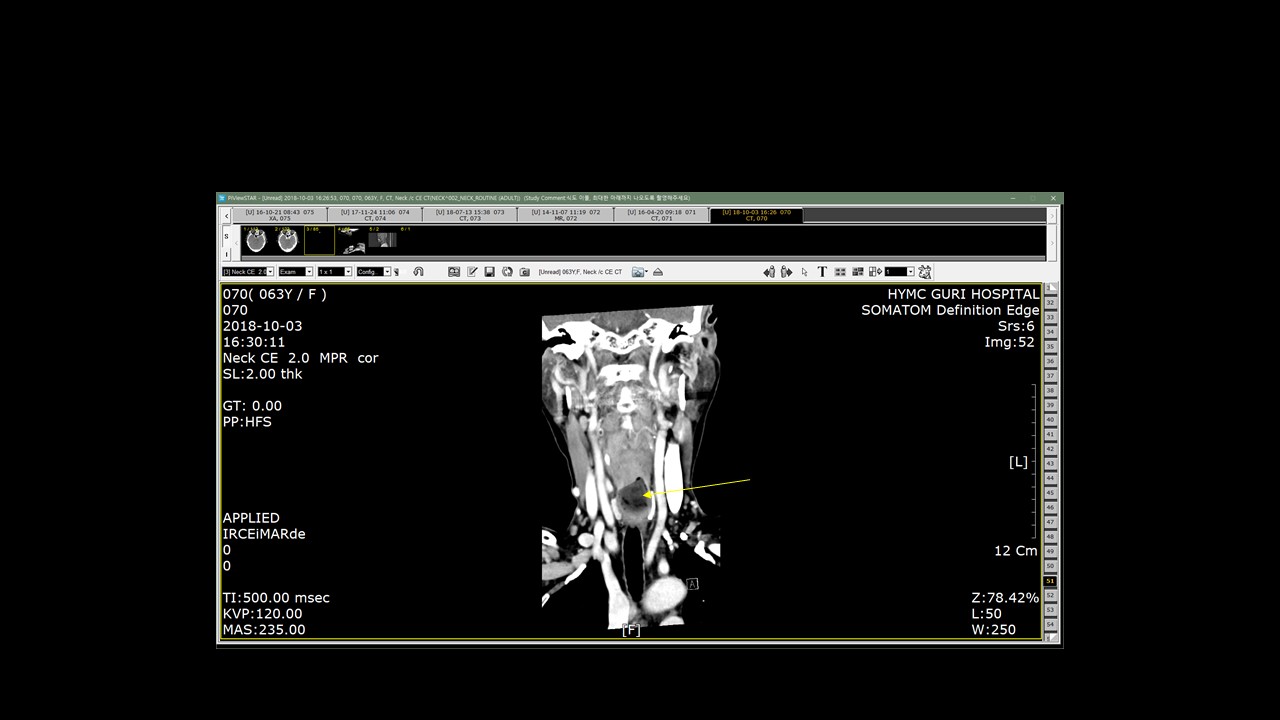 PiViewSTAR - [Unread] 2018-10-03 16:26:53, 070, 070, 063Y, F, CT, Neck /c CE CT(NECK^002_NECK_ROUTINE (ADULT)) (Study Comment 식도 이물, 최대한 아래까지 나오도록 촬영해주세요)
[U] 16-10-21 08:43 075 [U] 17-11-24 11:06 074 [U] 18-07-13 15:38 073 [U] 14-11-07 11:19 072 [U] 16-04-20 09:18 071 [U] 18-10-03 16:26 070
XA, 075 CT, 074 CT, 073 MR, 072 CT, 071 CT, 070
S
I
[3] Neck CE 2.0 Exam 1 x 1 Config. [Unread] 063Y,F, Neck /c CE CT T 1
070( 063Y / F )
070
2018-10-03
16:30:11
Neck CE 2.0 MPR cor
SL:2.00 thk
GT: 0.00
PP:HFS
APPLIED
IRCEiMARde
0
0
TI:500.00 msec
KVP:120.00
MAS:235.00
[F]
A
HYMC GURI HOSPITAL
SOMATOM Definition Edge
Srs:6
Img:52
[L]
12 Cm
Z:78.42%
L:50
W:250
32
33
34
35
36
37
38
39
40
41
42
43
44
45
46
47
48
49
50
51
52
53
54